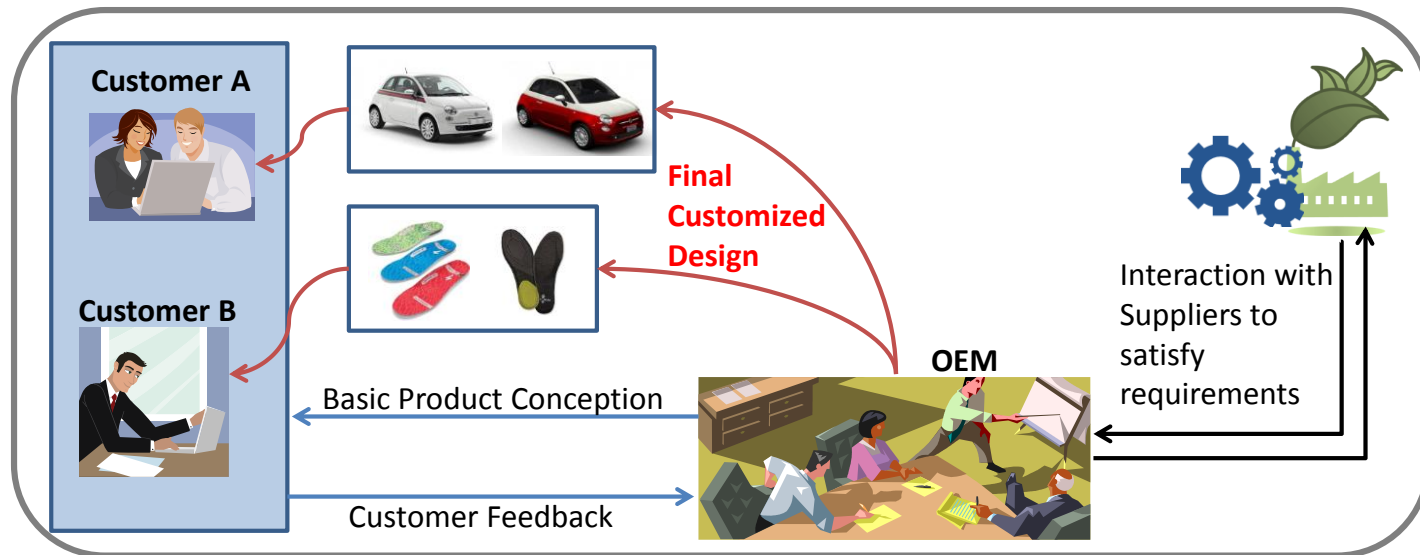 Customer A
Final
Customized
Design
Interaction with
Suppliers to
satisfy
requirements
Customer B
OEM
Basic Product Conception
Customer Feedback